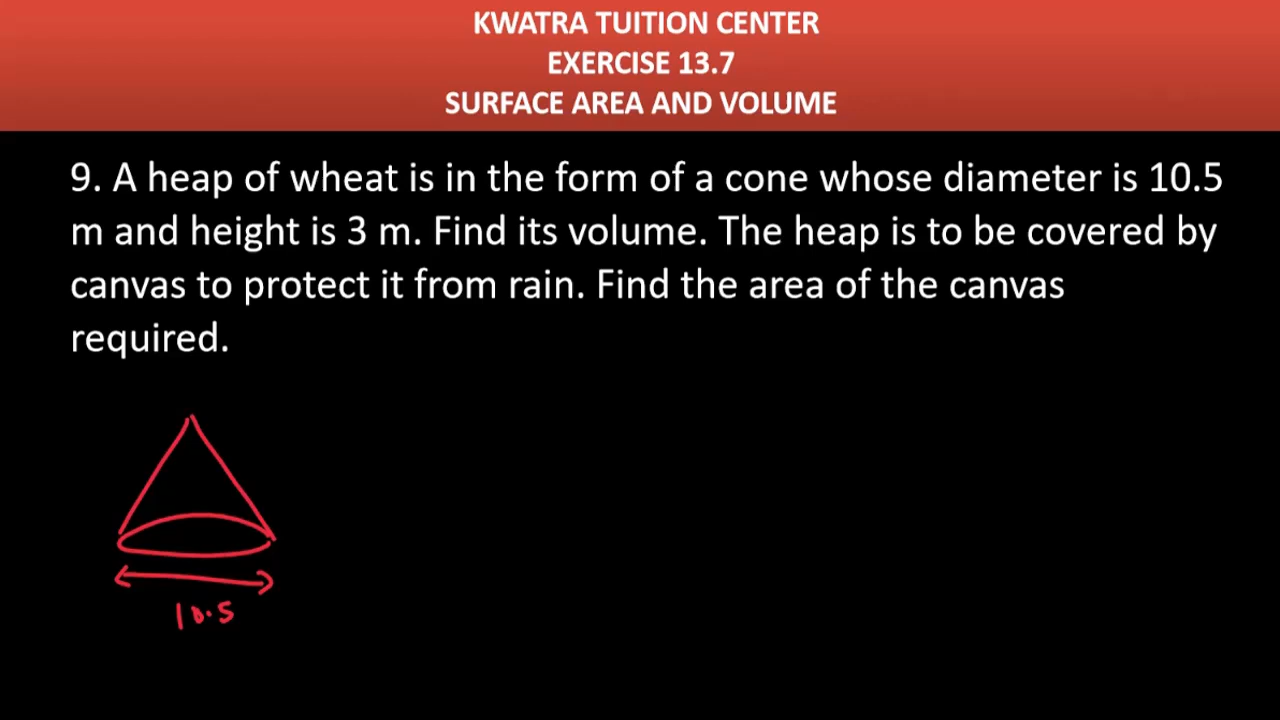 KWATRA TUITION CENTER
EXERCISE 13.7
SURFACE AREA AND VOLUME
9. A heap of wheat is in the form of a cone whose diameter is 10.5
m and height is 3 m. Find its volume. The heap is to be covered by
canvas to protect it from rain. Find the area of the canvas
required.
10.5